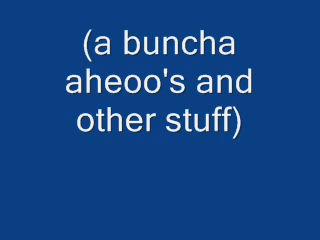 (a buncha
aheoo's and
other stuff)